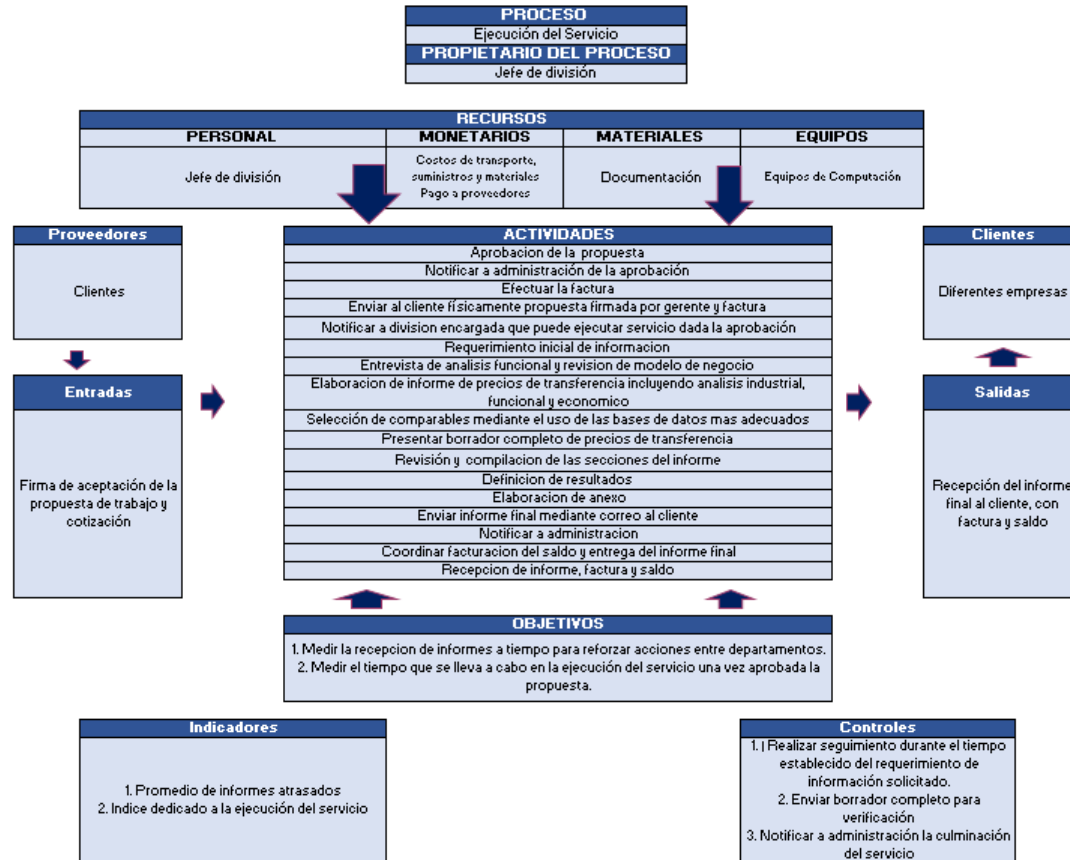 PROCESO
Ejecución del Servicio
PROPIETARIO DEL PROCESO
Jefe de división
RECURSOS
PERSONAL
MONETARIOS
MATERIALES
EQUIPOS
Jefe de división
Costos de transporte,
suministros y materiales
Pago a proveedores
Documentación
Equipos de Computación
Proveedores
Clientes
Entradas
Firma de aceptación de la
propuesta de trabajo y
cotización
ACTIVIDADES
Aprobacion de la propuesta
Notificar a administración de la aprobación
Efectuar la factura
Enviar al cliente físicamente propuesta firmada por gerente y factura
Notificar a division encargada que puede ejecutar servicio dada la aprobación
Requerimiento inicial de informacion
Entrevista de analisis funcional y revision de modelo de negocio
Elaboracion de informe de precios de transferencia incluyendo analisis industrial,
funcional y economico
Selección de comparables mediante el uso de las bases de datos mas adecuados
Presentar borrador completo de precios de transferencia
Revisión y compilacion de las secciones del informe
Definicion de resultados
Elaboracion de anexo
Enviar informe final mediante correo al cliente
Notificar a administracion
Coordinar facturacion del saldo y entrega del informe final
Recepcion de informe, factura y saldo
Clientes
Diferentes empresas
Salidas
Recepción del informe
final al cliente, con
factura y saldo
OBJETIVOS
1. Medir la recepcion de informes a tiempo para reforzar acciones entre departamentos.
2. Medir el tiempo que se lleva a cabo en la ejecución del servicio una vez aprobada la
propuesta.
Indicadores
1. Promedio de informes atrasados
2. Indice dedicado a la ejecución del servicio
Controles
1. | Realizar seguimiento durante el tiempo
establecido del requerimiento de
información solicitado.
2. Enviar borrador completo para
verificación
3. Notificar a administración la culminación
del servicio